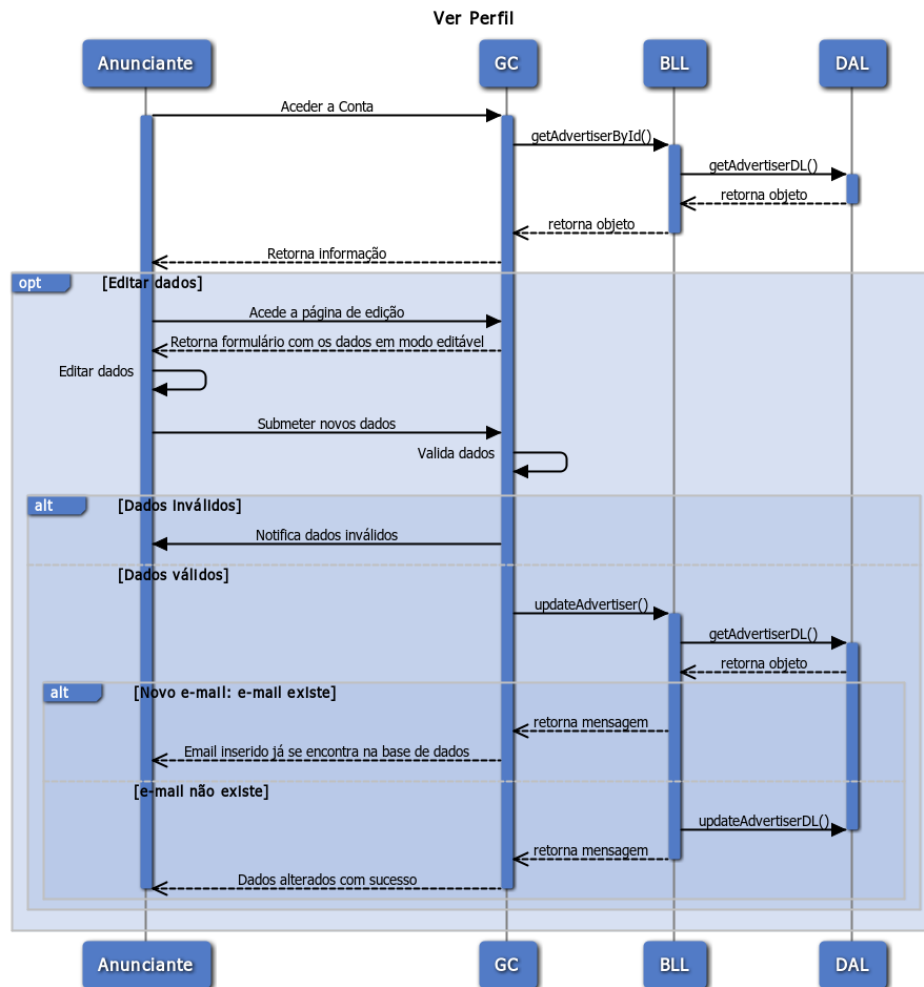 Ver Perfil
Anunciante
GC
BLL
DAL
Aceder a Conta
getAdvertiserById()
getAdvertiserDL()
retorna objeto
retorna objeto
Retorna informação
opt
[Editar dados]
Acede a página de edição
Retorna formulário com os dados em modo editável
Editar dados
Submeter novos dados
Valida dados
alt
[Dados inválidos]
Notifica dados inválidos
[Dados válidos]
updateAdvertiser()
getAdvertiserDL()
retorna objeto
alt
[Novo e-mail: e-mail existe]
retorna mensagem
Email inserido já se encontra na base de dados
[e-mail não existe]
updateAdvertiserDL()
retorna mensagem
Dados alterados com sucesso
Anunciante
GC
BLL
DAL